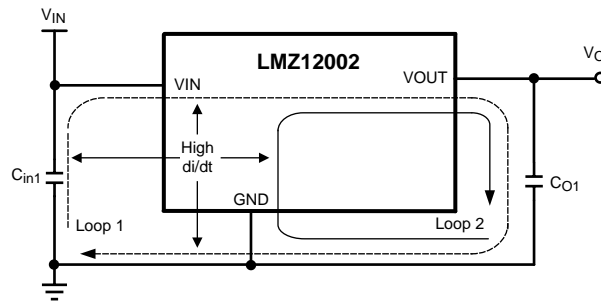 VIN
LMZ12002
VIN
VOUT
VO
High
di/dt
Cin1
GND
CO1
Loop 1
Loop 2